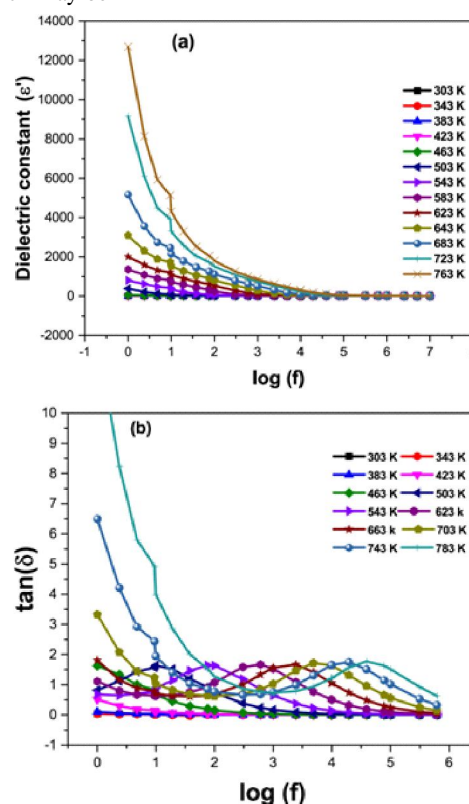 (a)
Dielectric constant (ε')
14000
12000
10000
8000
6000
4000
2000
0
-2000
303 K
343 K
383 K
423 K
463 K
503 K
543 K
583 K
623 K
643 K
683 K
723 K
763 K
-1 0 1 2 3 4 5 6 7 8
log (f)
(b)
tan(δ)
10
9
8
7
6
5
4
3
2
1
0
-1
303 K 343 K
383 K 423 K
463 K 503 K
543 K 623 k
663 k 703 K
743 K 783 K
0 1 2 3 4 5 6
log (f)